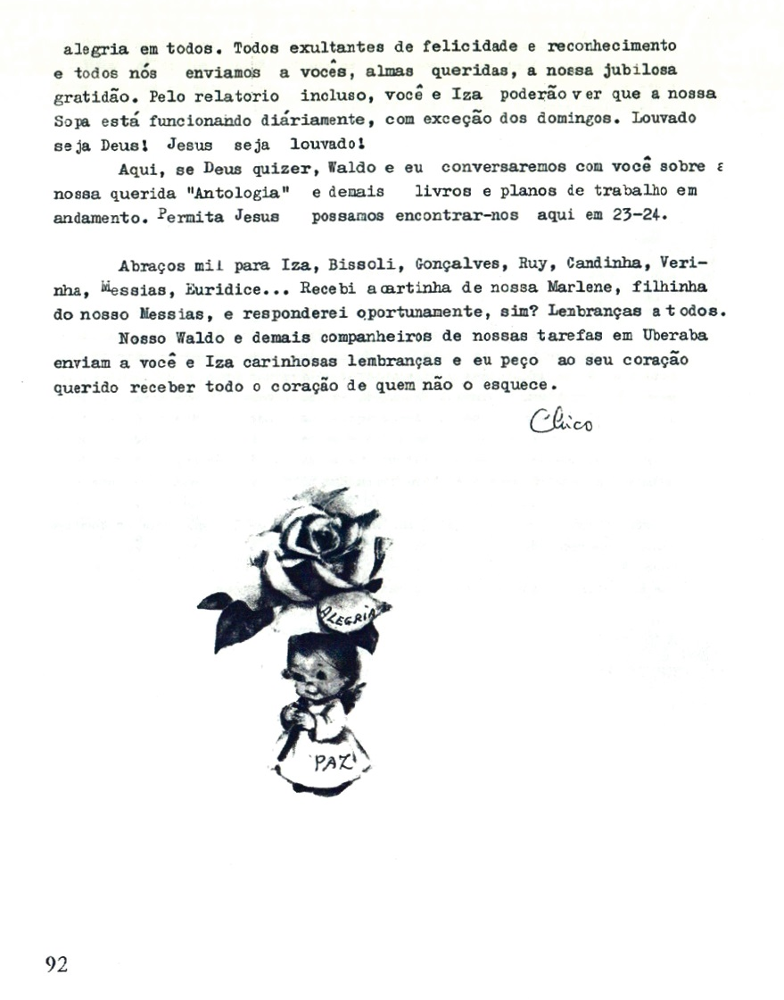 alegria em todos. Todos exultantes de felicidade e reconhecimento
e todos nós enviamos a vocês, almas queridas, a nossa jubilosa
gratidão. Pelo relatorio incluso, você e Iza poderão ver que a nossa
Sopa está funcionando diáriamente, com exceção dos domingos. Louvado
seja Deus! Jesus seja louvado!
Aqui, se Deus quizer, Waldo e eu conversaremos com você sobre a
nossa querida "Antologia" e demais livros e planos de trabalho em
andamento. Permita Jesus possamos encontrar-nos aqui em 23-24.
Abraços mil para Iza, Bissoli, Gonçalves, Ruy, Candinha, Veri-
nha, Messias, Euridice... Recebi a cartinha de nossa Marlene, filhinha
do nosso Messias, e responderei oportunamente, sim? Lembranças a todos.
Nosso Waldo e demais companheiros de nossas tarefas em Uberaba
enviam a você e Iza carinhosas lembranças e eu peço ao seu coração
querido receber todo o coração de quem não o esquece.
Chico
ALEGRIA
PAZ
92